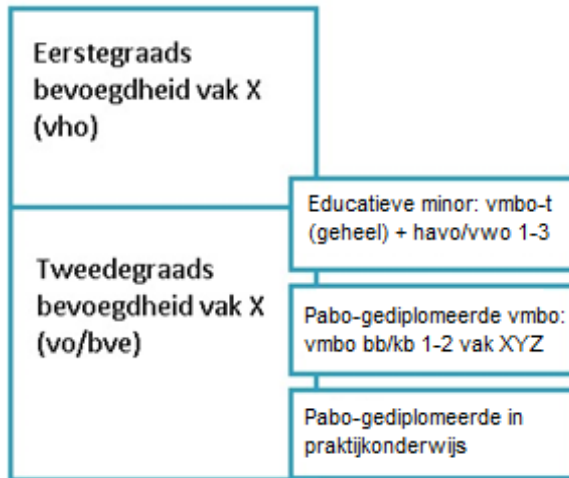 Eerstegraads
bevoegdheid vak X
(vho)
Educatieve minor: vmbo-t
(geheel) + havo/vwo 1-3
Tweedegraads
bevoegdheid vak X
(vo/bve)
Pabo-gediplomeerde vmbo:
vmbo bb/kb 1-2 vak XYZ
Pabo-gediplomeerde in
praktijkonderwijs